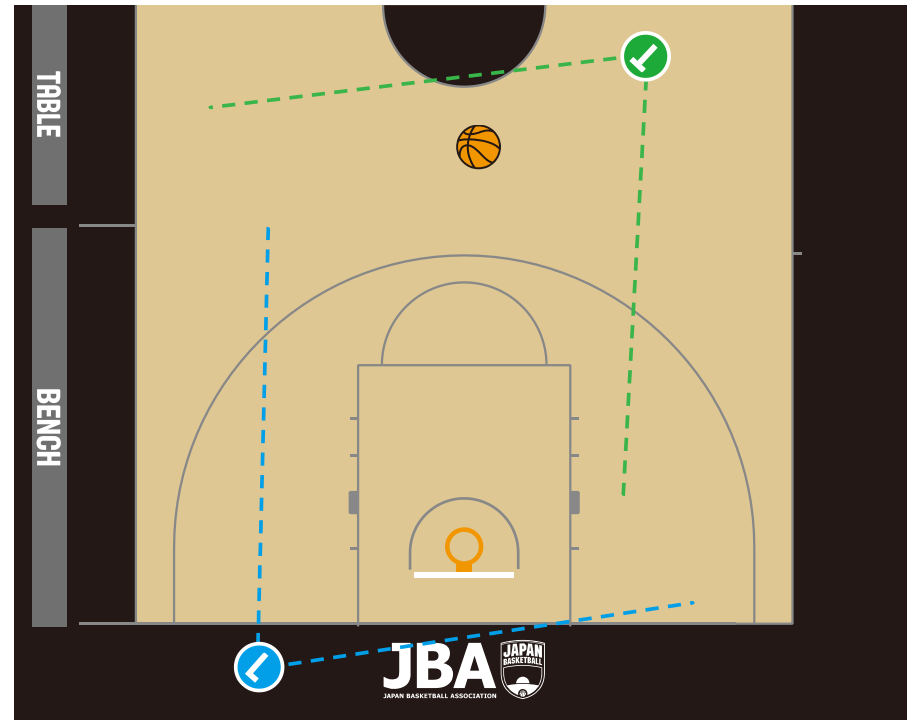 T
TABLE
BENCH
L
JBA
JAPAN BASKETBALL ASSOCIATION
JAPAN
BASKETBALL